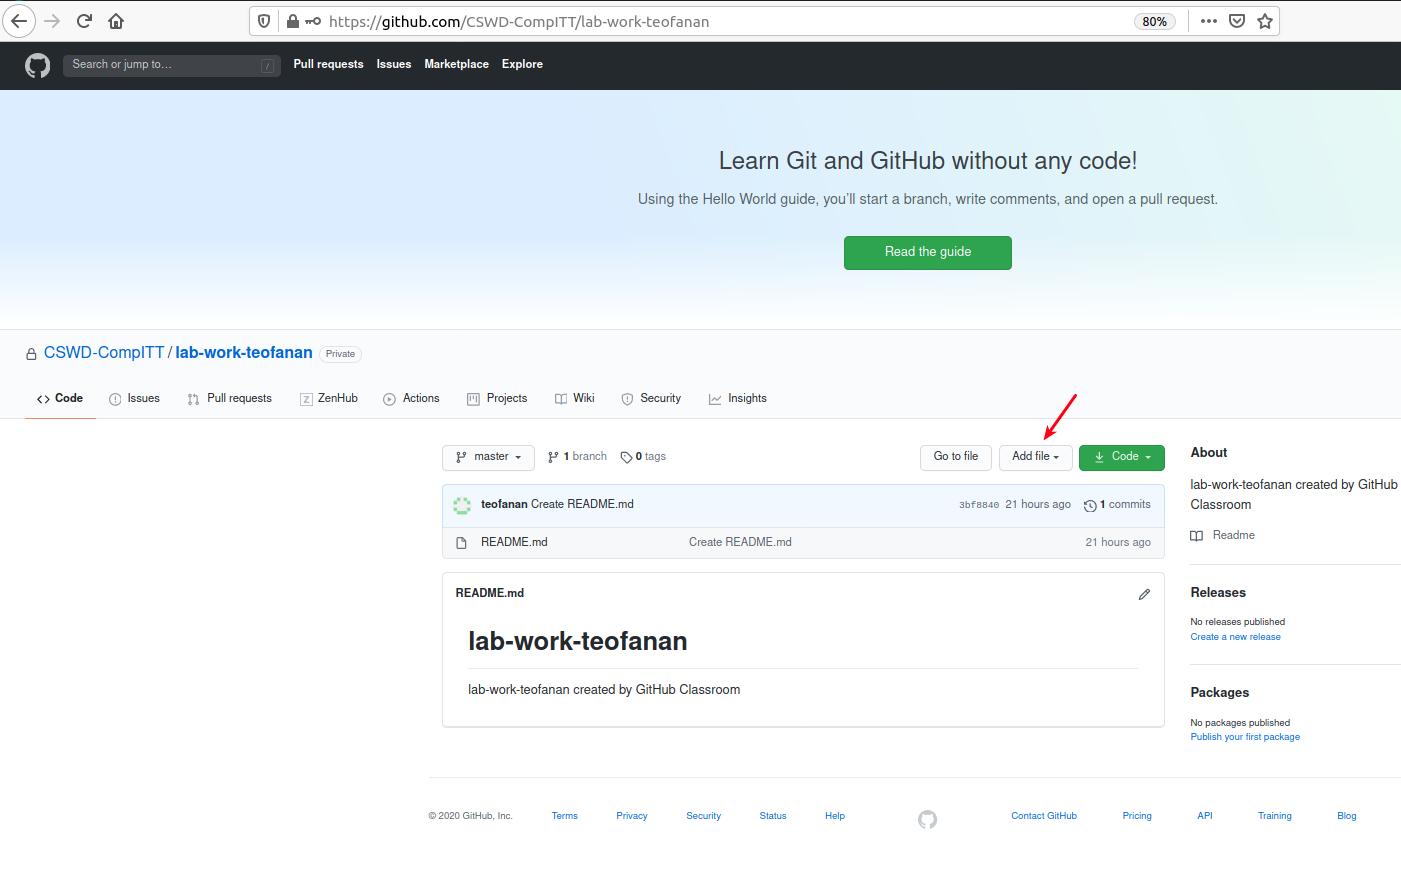 https://github.com/CSWD-CompITT/lab-work-teofanan
80%
Search or jump to…
/
Pull requests Issues Marketplace Explore
Learn Git and GitHub without any code!
Using the Hello World guide, you’ll start a branch, write comments, and open a pull request.
Read the guide
CSWD-CompITT / lab-work-teofanan Private
Code Issues Pull requests ZenHub Actions Projects Wiki Security Insights
master 1 branch 0 tags Go to file Add file Code
teofanan Create README.md 3bf8840 21 hours ago 1 commits
README.md Create README.md 21 hours ago
README.md
lab-work-teofanan
lab-work-teofanan created by GitHub Classroom
About
lab-work-teofanan created by GitHub
Classroom
Readme
Releases
No releases published
Create a new release
Packages
No packages published
Publish your first package
© 2020 GitHub, Inc. Terms Privacy Security Status Help Contact GitHub Pricing API Training Blog